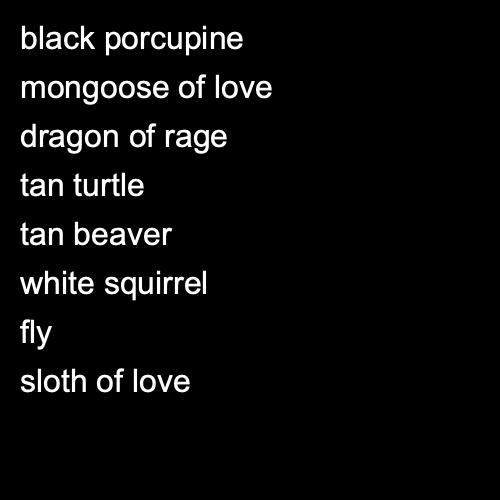 black porcupine
mongoose of love
dragon of rage
tan turtle
tan beaver
white squirrel
fly
sloth of love